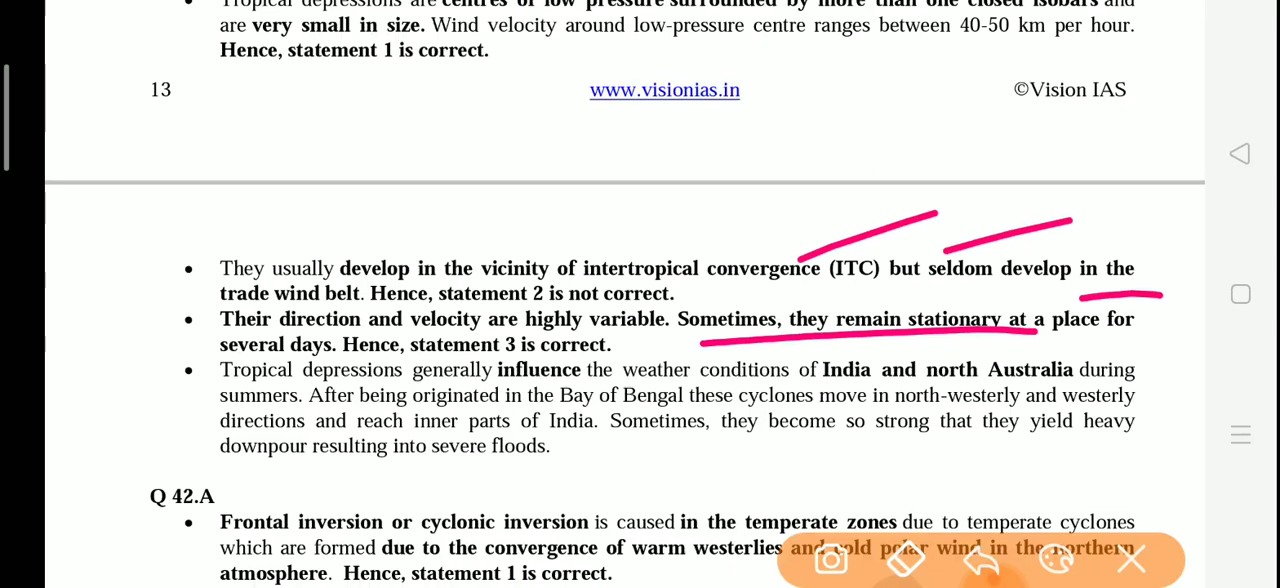 Tropical depressions are centres of low pressure surrounded by more than one closed isobars and
are very small in size. Wind velocity around low-pressure centre ranges between 40-50 km per hour.
Hence, statement 1 is correct.
13 www.visionias.in ©Vision IAS
• They usually develop in the vicinity of intertropical convergence (ITC) but seldom develop in the
trade wind belt. Hence, statement 2 is not correct.
• Their direction and velocity are highly variable. Sometimes, they remain stationary at a place for
several days. Hence, statement 3 is correct.
• Tropical depressions generally influence the weather conditions of India and north Australia during
summers. After being originated in the Bay of Bengal these cyclones move in north-westerly and westerly
directions and reach inner parts of India. Sometimes, they become so strong that they yield heavy
downpour resulting into severe floods.
Q 42.A
• Frontal inversion or cyclonic inversion is caused in the temperate zones due to temperate cyclones
which are formed due to the convergence of warm westerlies and cold polar wind in the northern
atmosphere. Hence, statement 1 is correct.